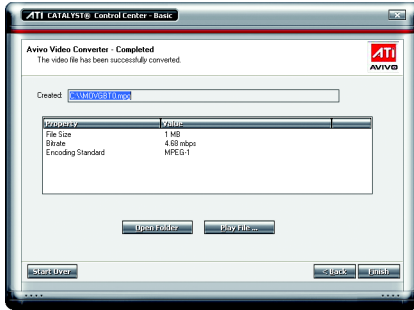 ATI CATALYST® Control Center - Basic
Avivo Video Converter - Completed
The video file has been successfully converted.
ATI
AVIVO
Created: C:\\MOVGBT0.mpg
Property Value
File Size 1 MB
Bitrate 4.68 mbps
Encoding Standard MPEG-1
Open Folder Play File ...
Start Over < Back Finish